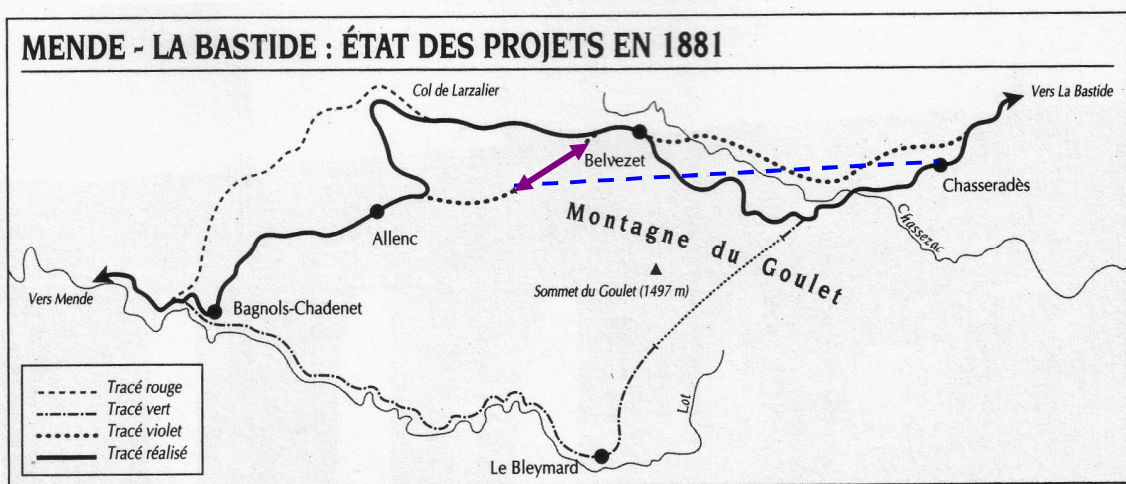 MENDE - LA BASTIDE : ÉTAT DES PROJETS EN 1881
Col de Larzalier
Vers La Bastide
Belvezet
Chasseradès
Montagne du Goulet
Allenc
Chassezac
Sommet du Goulet (1497 m)
Vers Mende
Bagnols-Chadenet
Tracé rouge
Tracé vert
Tracé violet
Tracé réalisé
Lot
Le Bleymard